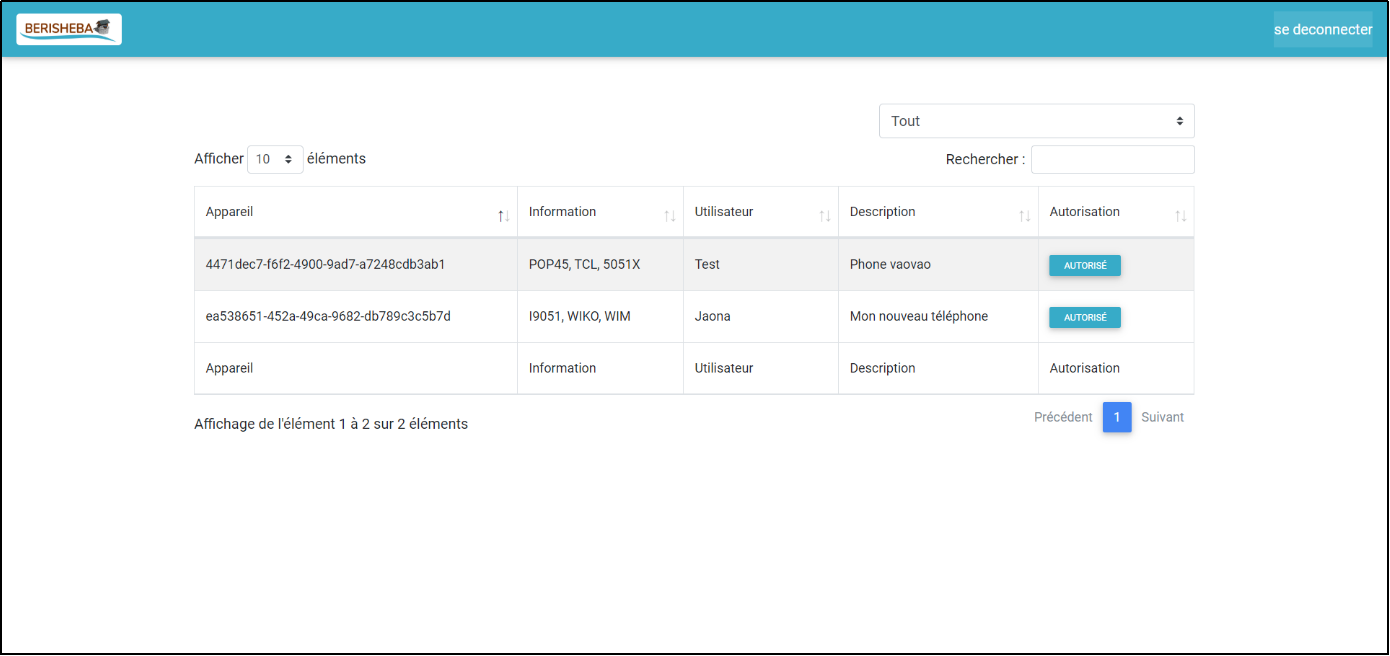 BERISHEBA
se deconnecter
Tout
Afficher 10 éléments
Rechercher :
Appareil Information Utilisateur Description Autorisation
4471dec7-f6f2-4900-9ad7-a7248cdb3ab1 POP45, TCL, 5051X Test Phone vaovao AUTORISÉ
ea538651-452a-49ca-9682-db789c3c5b7d I9051, WIKO, WIM Jaona Mon nouveau téléphone AUTORISÉ
Appareil Information Utilisateur Description Autorisation
Affichage de l'élément 1 à 2 sur 2 éléments
Précédent 1 Suivant